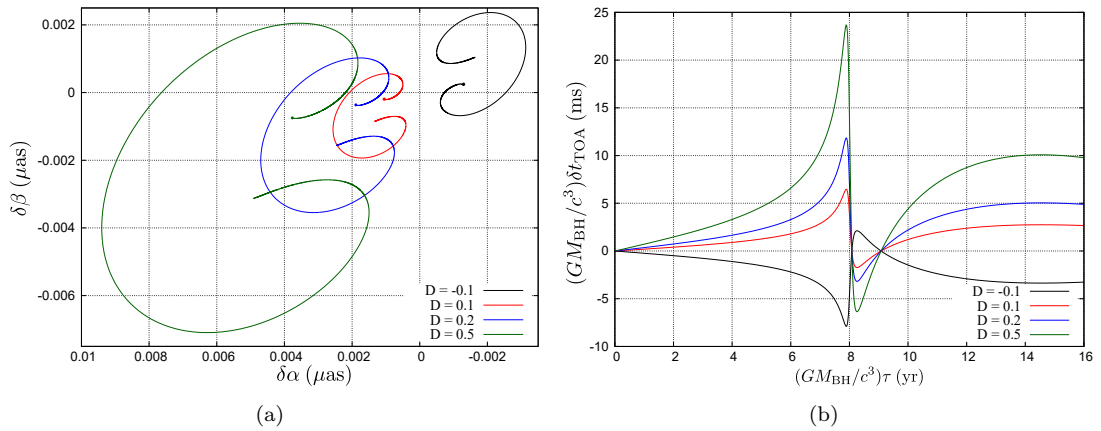 0.002
0
-0.002
-0.004
-0.006
δβ (μas)
0.01
0.008
0.006
0.004
0.002
0
-0.002
δα (μas)
D = -0.1
D = 0.1
D = 0.2
D = 0.5
(a)
25
20
15
10
5
0
-5
-10
(GM_BH/c³)δt_TOA (ms)
0
2
4
6
8
10
12
14
16
(GM_BH/c³)τ (yr)
D = -0.1
D = 0.1
D = 0.2
D = 0.5
(b)